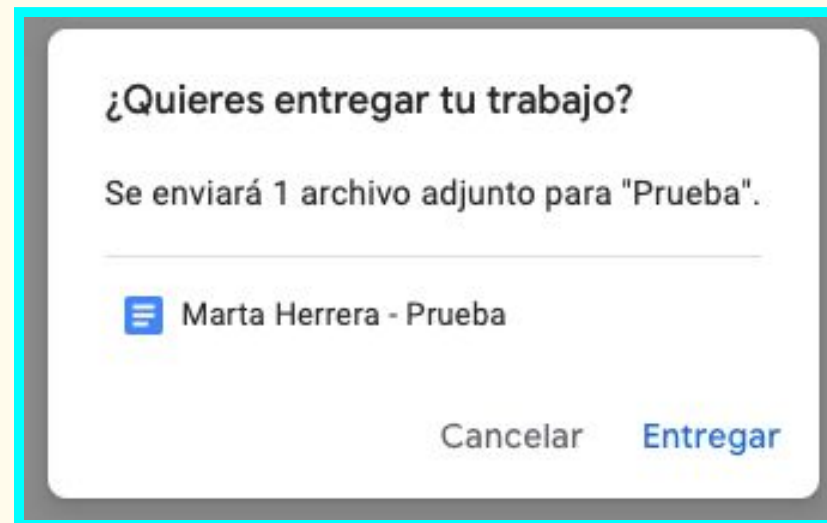 ¿Quieres entregar tu trabajo?
Se enviará 1 archivo adjunto para "Prueba".
Marta Herrera - Prueba
Cancelar Entregar